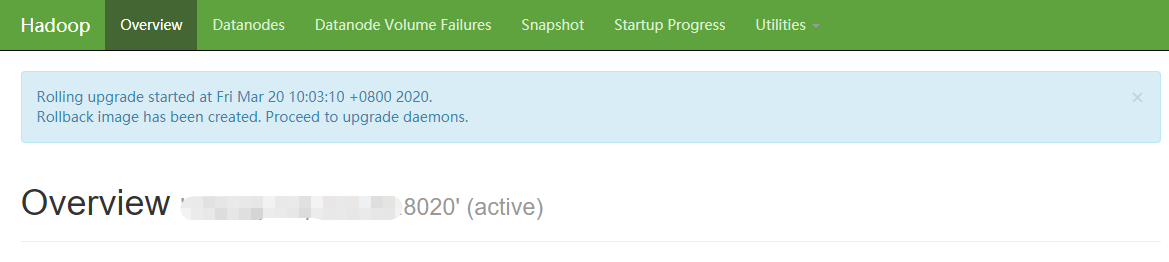 Hadoop Overview Datanodes Datanode Volume Failures Snapshot Startup Progress Utilities
Rolling upgrade started at Fri Mar 20 10:03:10 +0800 2020. ×
Rollback image has been created. Proceed to upgrade daemons.
Overview ' 8020' (active)